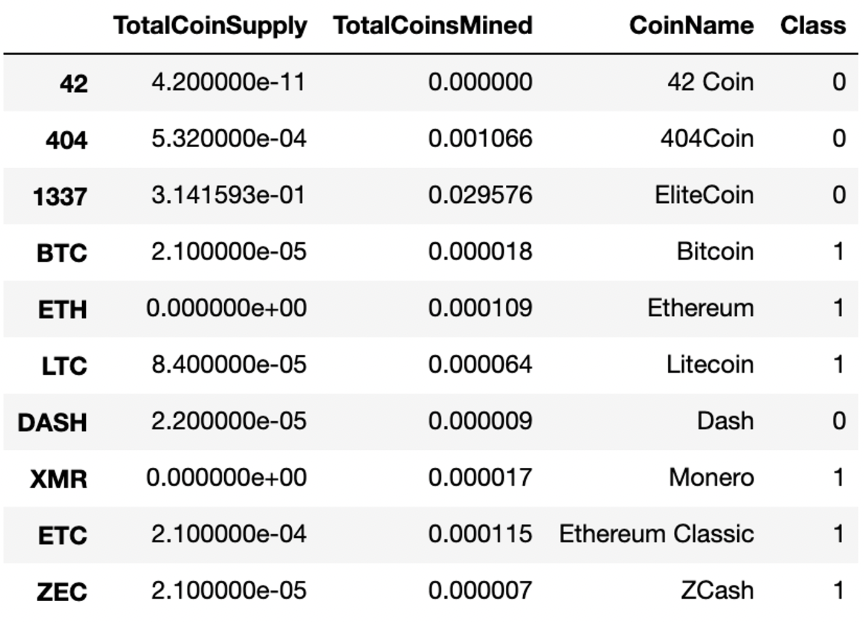 TotalCoinSupply TotalCoinsMined CoinName Class
42 4.200000e-11 0.000000 42 Coin 0
404 5.320000e-04 0.001066 404Coin 0
1337 3.141593e-01 0.029576 EliteCoin 0
BTC 2.100000e-05 0.000018 Bitcoin 1
ETH 0.000000e+00 0.000109 Ethereum 1
LTC 8.400000e-05 0.000064 Litecoin 1
DASH 2.200000e-05 0.000009 Dash 0
XMR 0.000000e+00 0.000017 Monero 1
ETC 2.100000e-04 0.000115 Ethereum Classic 1
ZEC 2.100000e-05 0.000007 ZCash 1